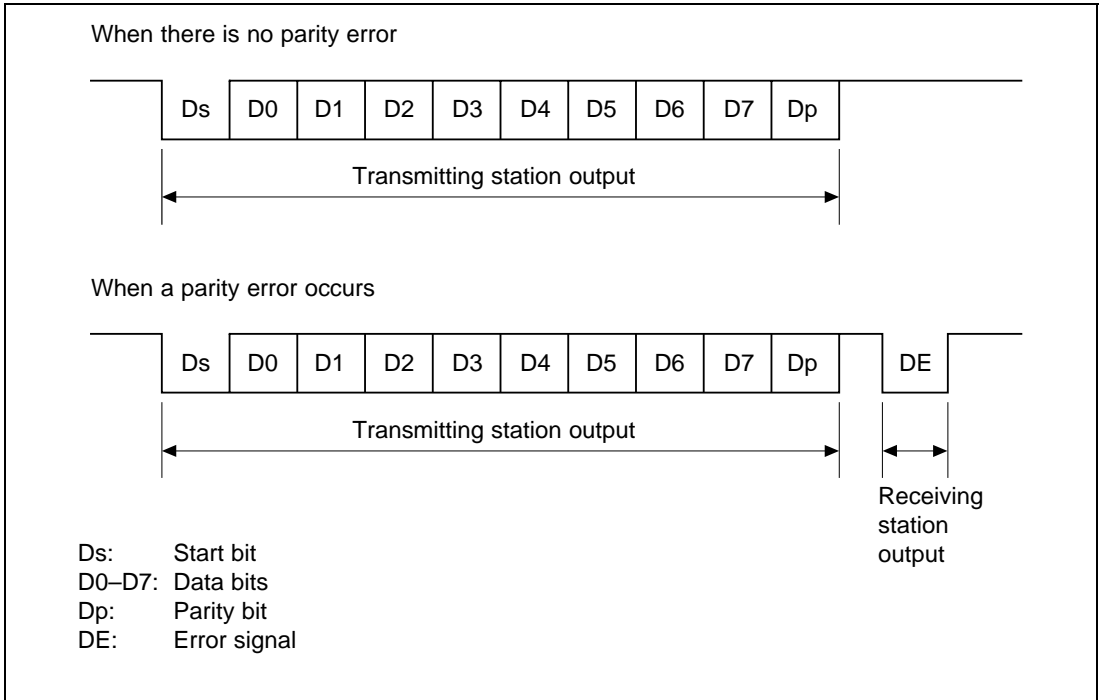 When there is no parity error
Ds D0 D1 D2 D3 D4 D5 D6 D7 Dp
Transmitting station output
When a parity error occurs
Ds D0 D1 D2 D3 D4 D5 D6 D7 Dp DE
Transmitting station output
Receiving
station
output
Ds: Start bit
D0–D7: Data bits
Dp: Parity bit
DE: Error signal